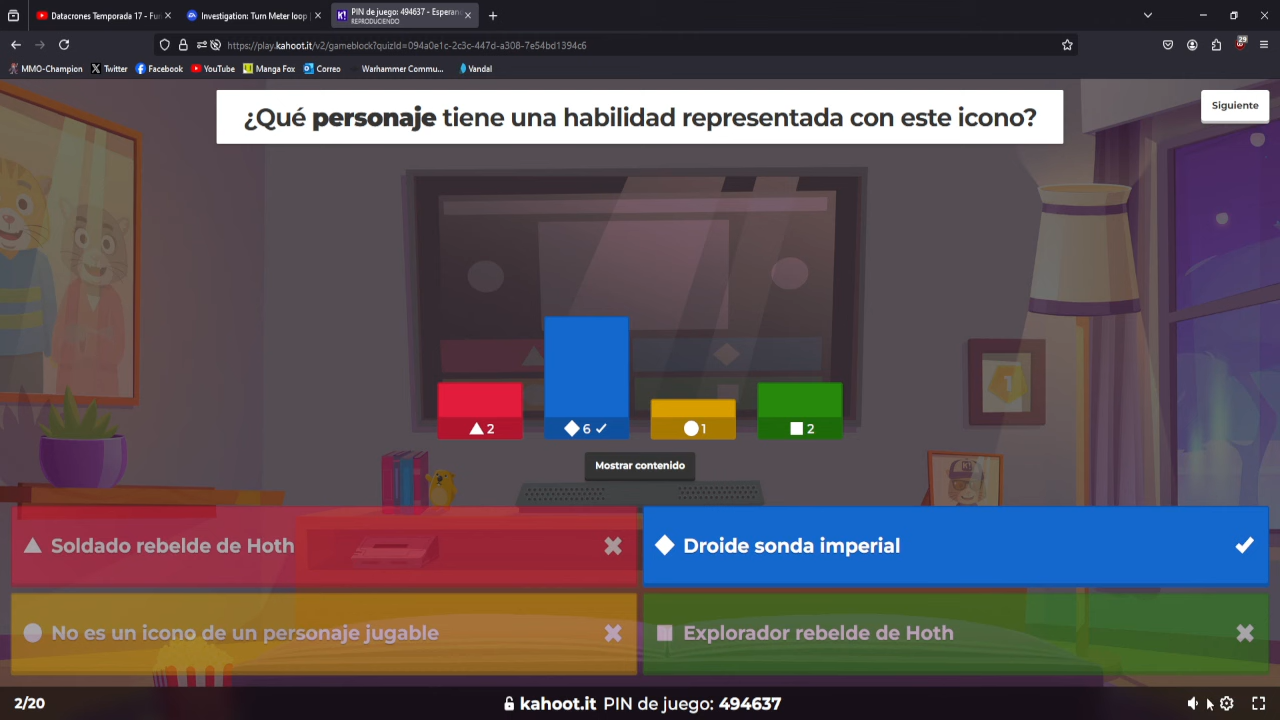 Datacrones Temporada 17 - Fu
Investigation: Turn Meter loop
PIN de juego: 494637 - Esperan
REPRODUCIENDO
https://play.kahoot.it/v2/gameblock?quizId=094a0e1c-2c3c-447d-a308-7e54bd1394c6
29
MMO-Champion
Twitter
Facebook
YouTube
Manga Fox
Correo
Warhammer Commu...
Vandal
¿Qué personaje tiene una habilidad representada con este icono?
Siguiente
1
2
6
1
2
Mostrar contenido
Soldado rebelde de Hoth
Droide sonda imperial
No es un icono de un personaje jugable
Explorador rebelde de Hoth
2/20
kahoot.it PIN de juego: 494637